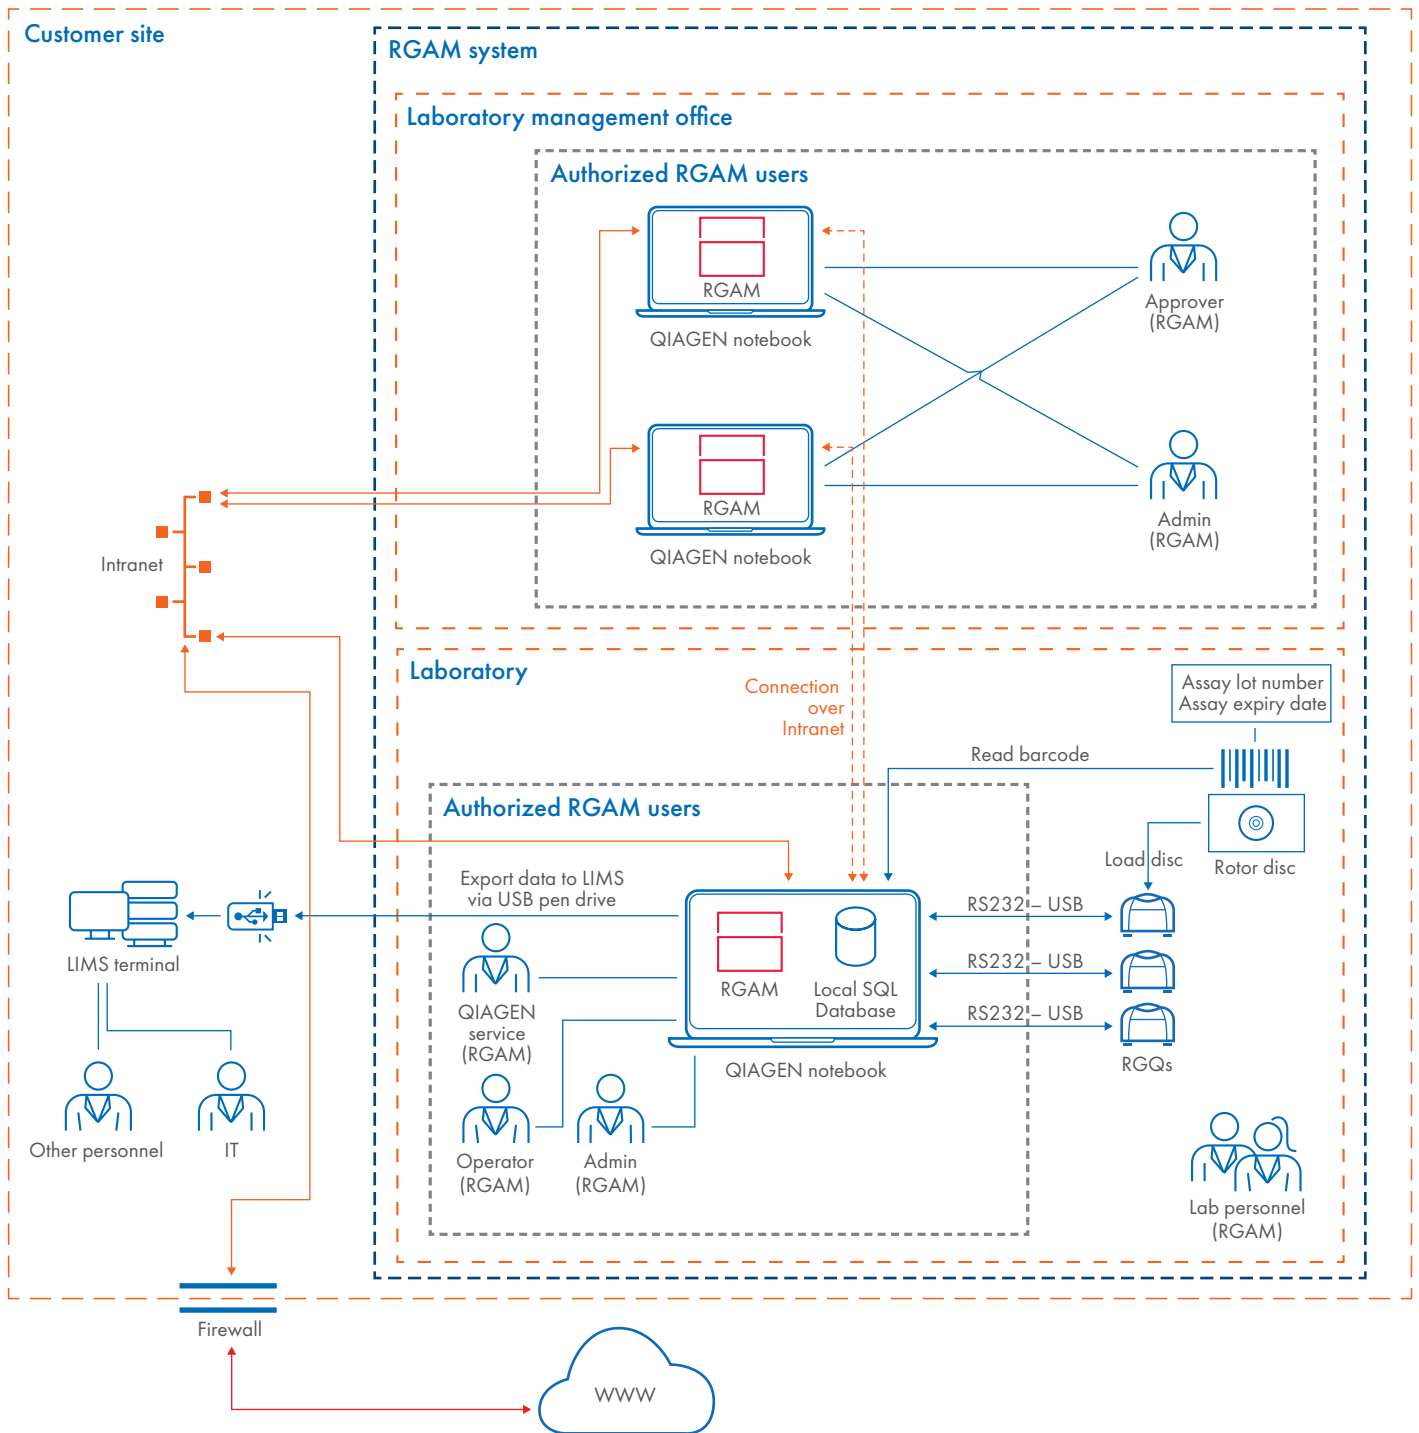 Customer site
RGAM system
Laboratory management office
Authorized RGAM users
RGAM
QIAGEN notebook
Approver
(RGAM)
RGAM
QIAGEN notebook
Admin
(RGAM)
Intranet
Laboratory
Connection
over
Intranet
Assay lot number
Assay expiry date
Read barcode
Authorized RGAM users
Load disc
Rotor disc
Export data to LIMS
via USB pen drive
LIMS terminal
RS232 – USB
RS232 – USB
RS232 – USB
RGAM
Local SQL
Database
QIAGEN notebook
RGQs
QIAGEN
service
(RGAM)
Other personnel
IT
Operator
(RGAM)
Admin
(RGAM)
Lab personnel
(RGAM)
Firewall
WWW